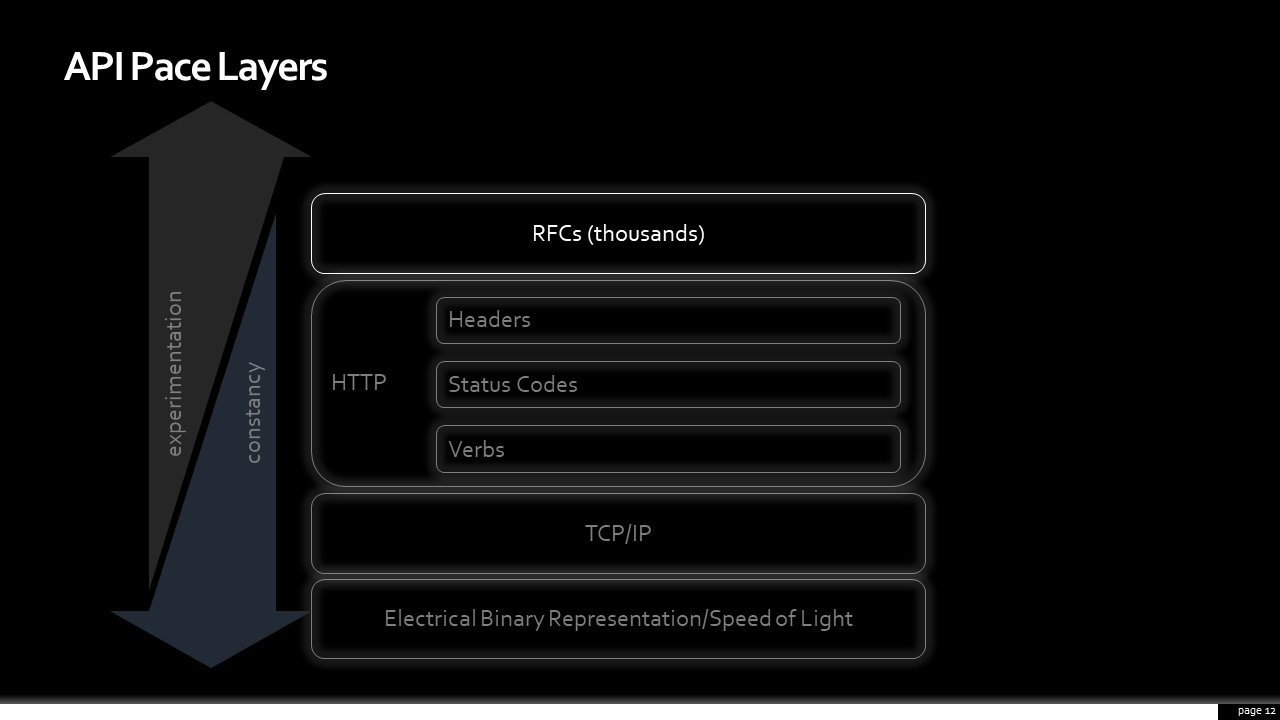 API Pace Layers
experimentation
constancy
RFCs (thousands)
HTTP
Headers
Status Codes
Verbs
TCP/IP
Electrical Binary Representation/Speed of Light
page 12